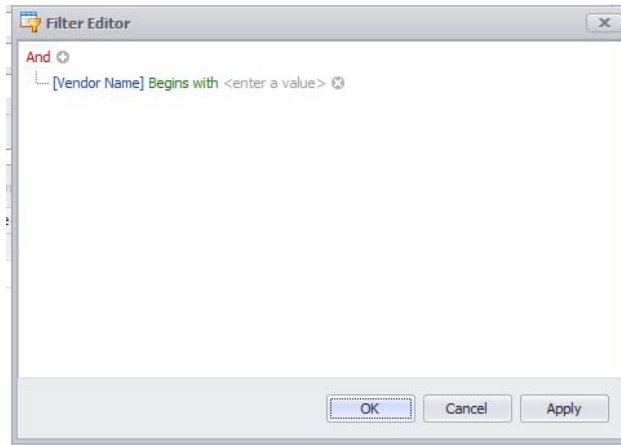 Filter Editor
And
[Vendor Name] Begins with <enter a value>
OK Cancel Apply